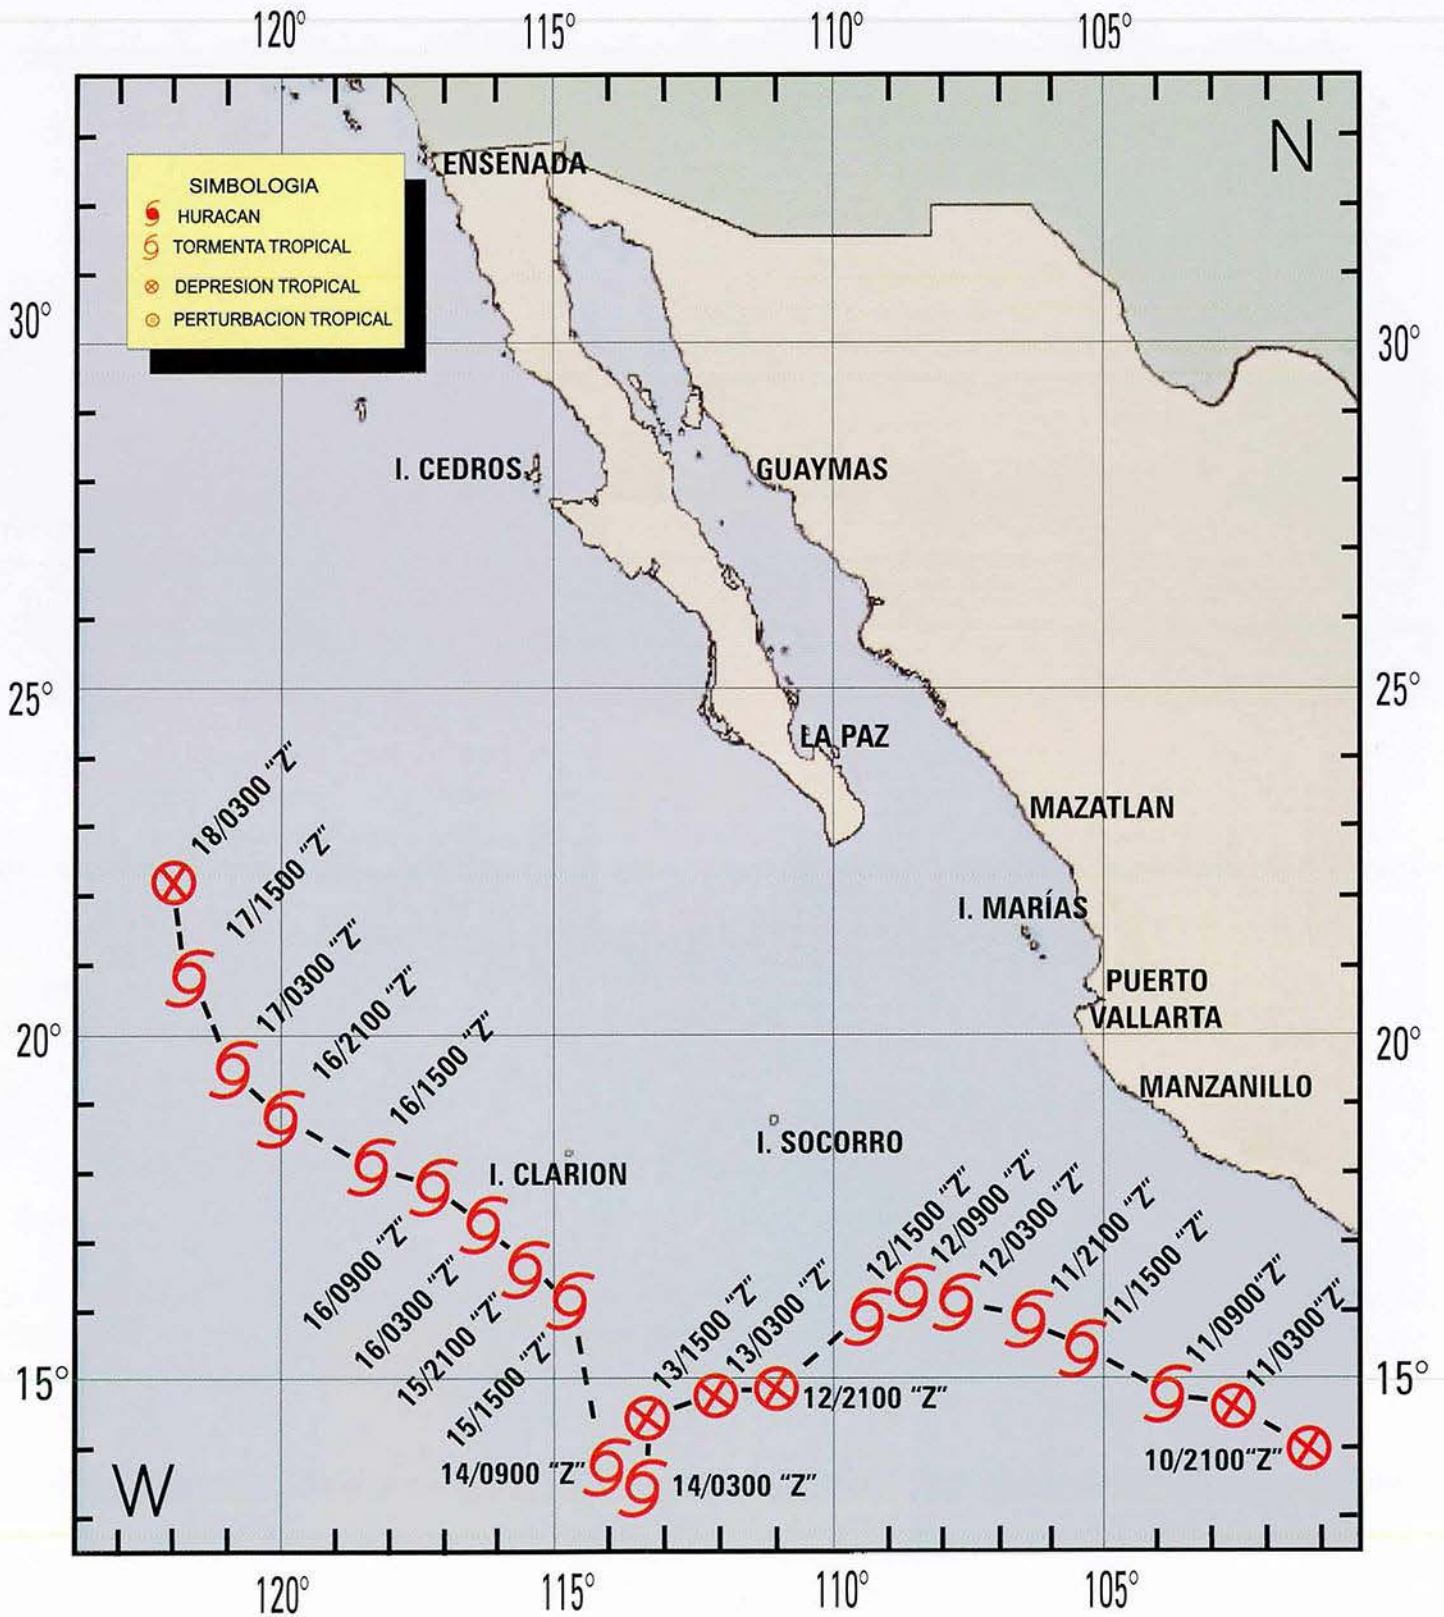 120° 115° 110° 105°
N
ENSENADA
SIMBOLOGIA
HURACAN
TORMENTA TROPICAL
DEPRESION TROPICAL
PERTURBACION TROPICAL
30° 30°
I. CEDROS
GUAYMAS
25° 25°
LA PAZ
18/0300 "Z"
MAZATLAN
17/1500 "Z"
I. MARÍAS
17/0300 "Z"
PUERTO
VALLARTA
16/2100 "Z"
20° 20°
16/1500 "Z"
MANZANILLO
I. SOCORRO
I. CLARION
12/1500 "Z"
12/0900 "Z"
12/0300 "Z"
11/2100 "Z"
11/1500 "Z"
16/0900 "Z"
16/0300 "Z"
15/2100 "Z"
15/1500 "Z"
13/1500 "Z"
13/0300 "Z"
11/0900"Z"
11/0300"Z"
15° 15°
12/2100 "Z"
10/2100"Z"
14/0900 "Z"
14/0300 "Z"
W
120° 115° 110° 105°